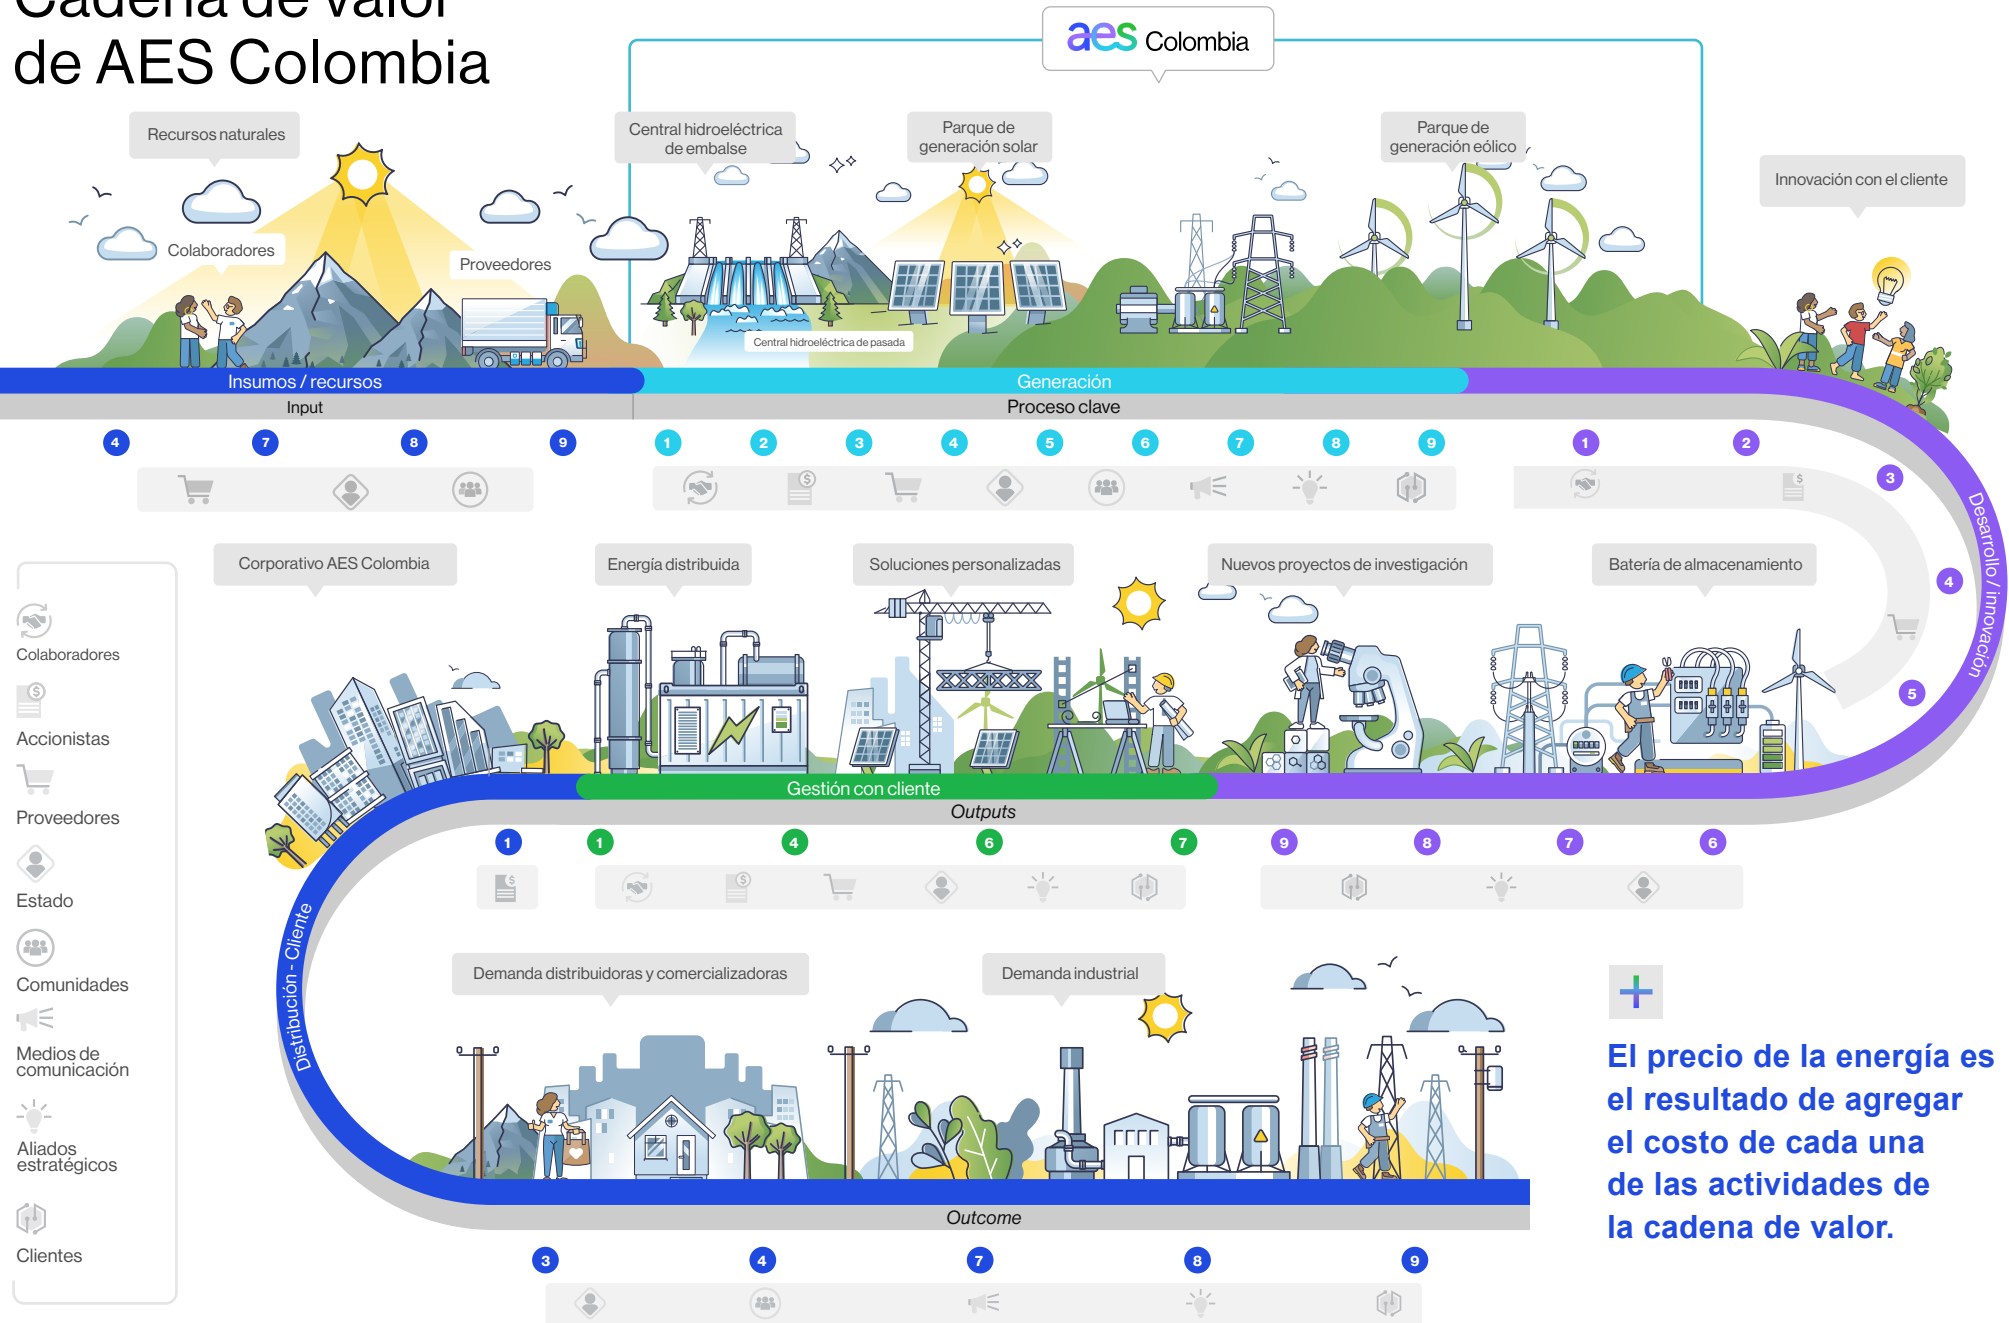 Cadena de valor
de AES Colombia
aes Colombia
Recursos naturales
Central hidroeléctrica
de embalse
Parque de
generación solar
Parque de
generación eólico
Innovación con el cliente
Colaboradores
Proveedores
Central hidroeléctrica de pasada
Insumos / recursos
Generación
Input
Proceso clave
4
7
8
9
1
2
3
4
5
6
7
8
9
1
2
3
4
5
Desarrollo / innovación
Corporativo AES Colombia
Energía distribuida
Soluciones personalizadas
Nuevos proyectos de investigación
Batería de almacenamiento
Colaboradores
Accionistas
Proveedores
Estado
Comunidades
Medios de
comunicación
Aliados
estratégicos
Clientes
Gestión con cliente
Outputs
1
1
4
6
7
9
8
7
6
Distribución - Cliente
Demanda distribuidoras y comercializadoras
Demanda industrial
Outcome
3
4
7
8
9
El precio de la energía es
el resultado de agregar
el costo de cada una
de las actividades de
la cadena de valor.